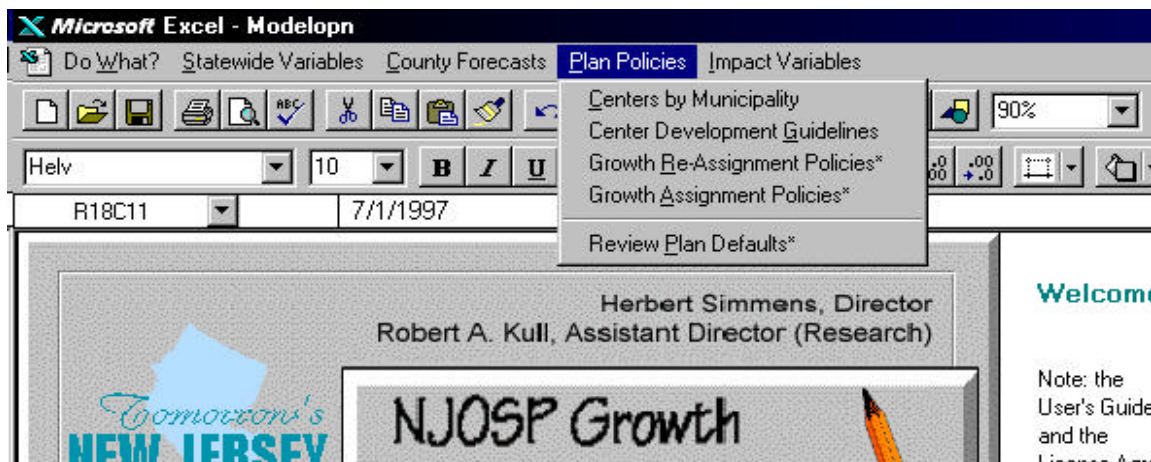 Microsoft Excel - Modelopn
Do What? Statewide Variables County Forecasts Plan Policies Impact Variables
90%
Centers by Municipality
Center Development Guidelines
Growth Re-Assignment Policies*
Growth Assignment Policies*
Review Plan Defaults*
Helv 10 B I U
R18C11 7/1/1997
Herbert Simmens, Director
Robert A. Kull, Assistant Director (Research)
Tomorrow's
NEW JERSEY
NJOSP Growth
Welcome
Note: the
User's Guide
and the
License